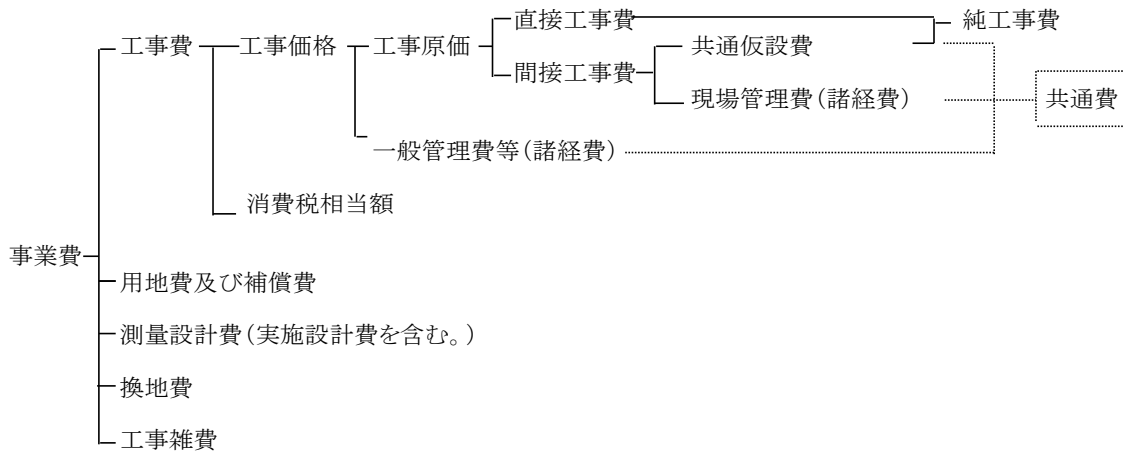 直接工事費 純工事費
工事費 工事価格 工事原価 共通仮設費
間接工事費
現場管理費(諸経費) 共通費
一般管理費等(諸経費)
消費税相当額
事業費
用地費及び補償費
測量設計費(実施設計費を含む。)
換地費
工事雑費